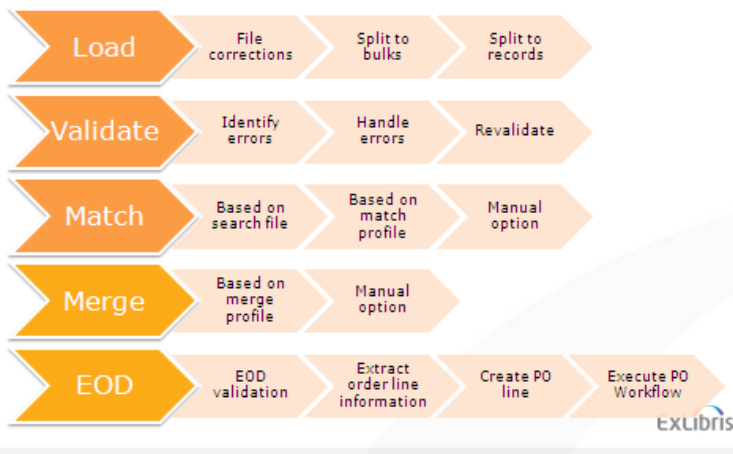 Load
File
corrections
Split to
bulks
Split to
records
Validate
Identify
errors
Handle
errors
Revalidate
Match
Based on
search file
Based on
match
profile
Manual
option
Merge
Based on
merge
profile
Manual
option
EOD
EOD
validation
Extract
order line
information
Create PO
line
Execute PO
Workflow
ExLibris